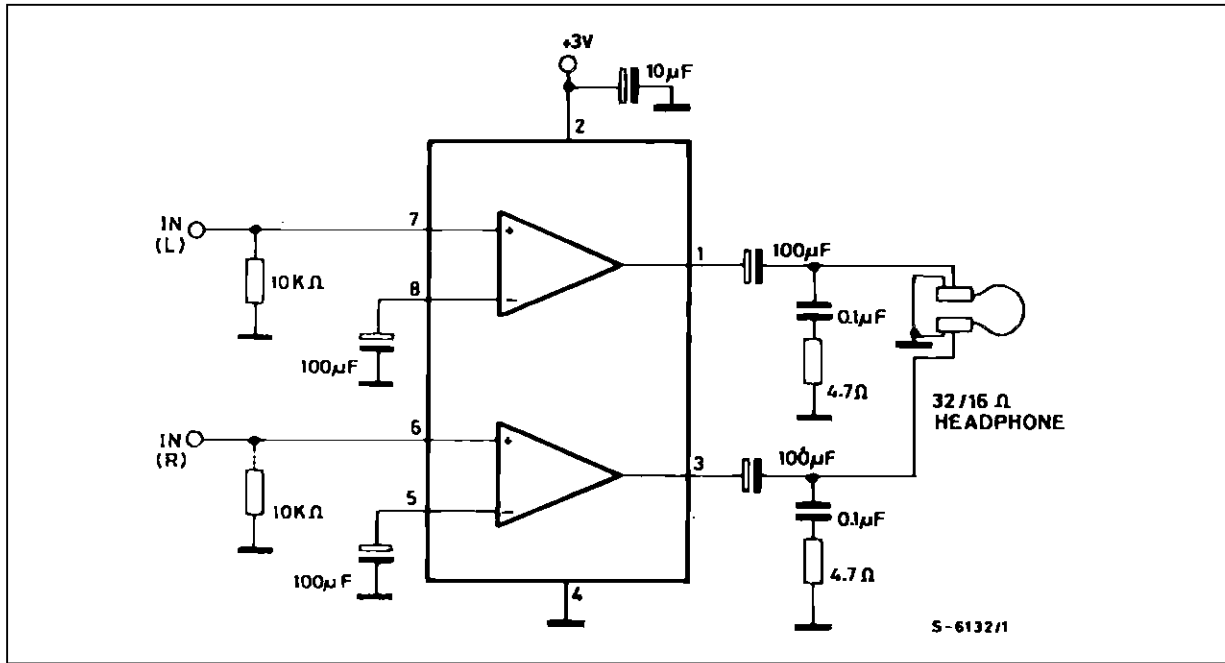 +3V
10µF
2
IN
(L)
7
10KΩ
+
8
-
100µF
1
100µF
0.1µF
4.7Ω
32/16 Ω
HEADPHONE
IN
(R)
6
10KΩ
+
5
-
100µF
3
100µF
0.1µF
4.7Ω
4
S-6132/1